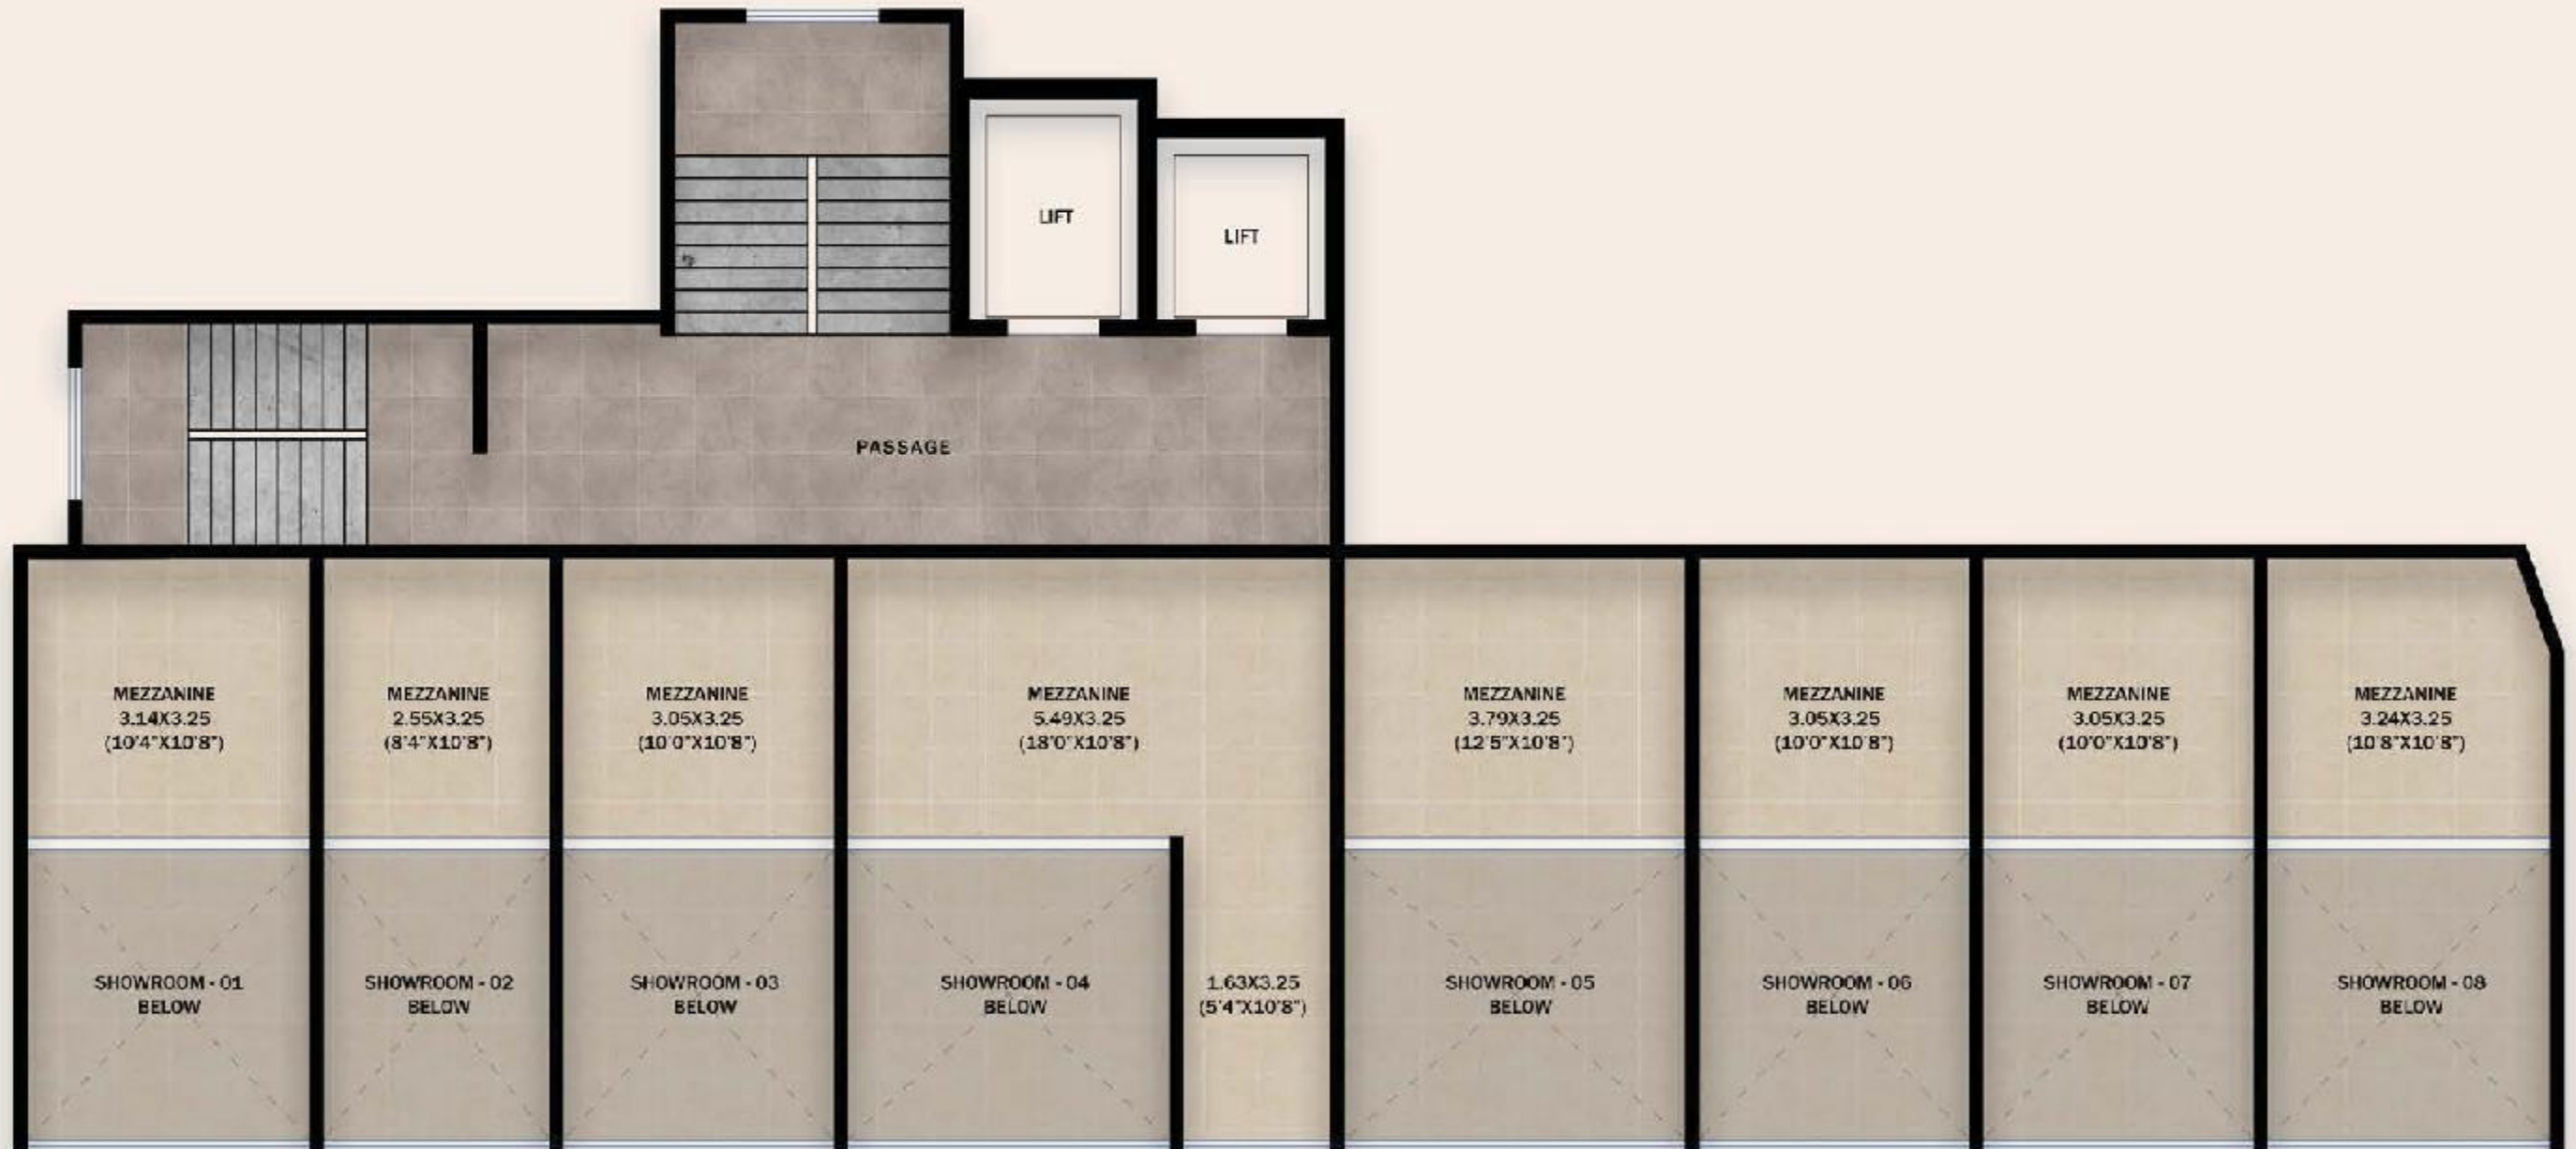 LIFT
LIFT
PASSAGE
MEZZANINE
3.14X3.25
(10'4"X10'8")
MEZZANINE
2.55X3.25
(8'4"X10'8")
MEZZANINE
3.05X3.25
(10'0"X10'8")
MEZZANINE
5.49X3.25
(18'0"X10'8")
MEZZANINE
3.79X3.25
(12'5"X10'8")
MEZZANINE
3.05X3.25
(10'0"X10'8")
MEZZANINE
3.05X3.25
(10'0"X10'8")
MEZZANINE
3.24X3.25
(10'8"X10'8")
SHOWROOM - 01
BELOW
SHOWROOM - 02
BELOW
SHOWROOM - 03
BELOW
SHOWROOM - 04
BELOW
1.63X3.25
(5'4"X10'8")
SHOWROOM - 05
BELOW
SHOWROOM - 06
BELOW
SHOWROOM - 07
BELOW
SHOWROOM - 08
BELOW